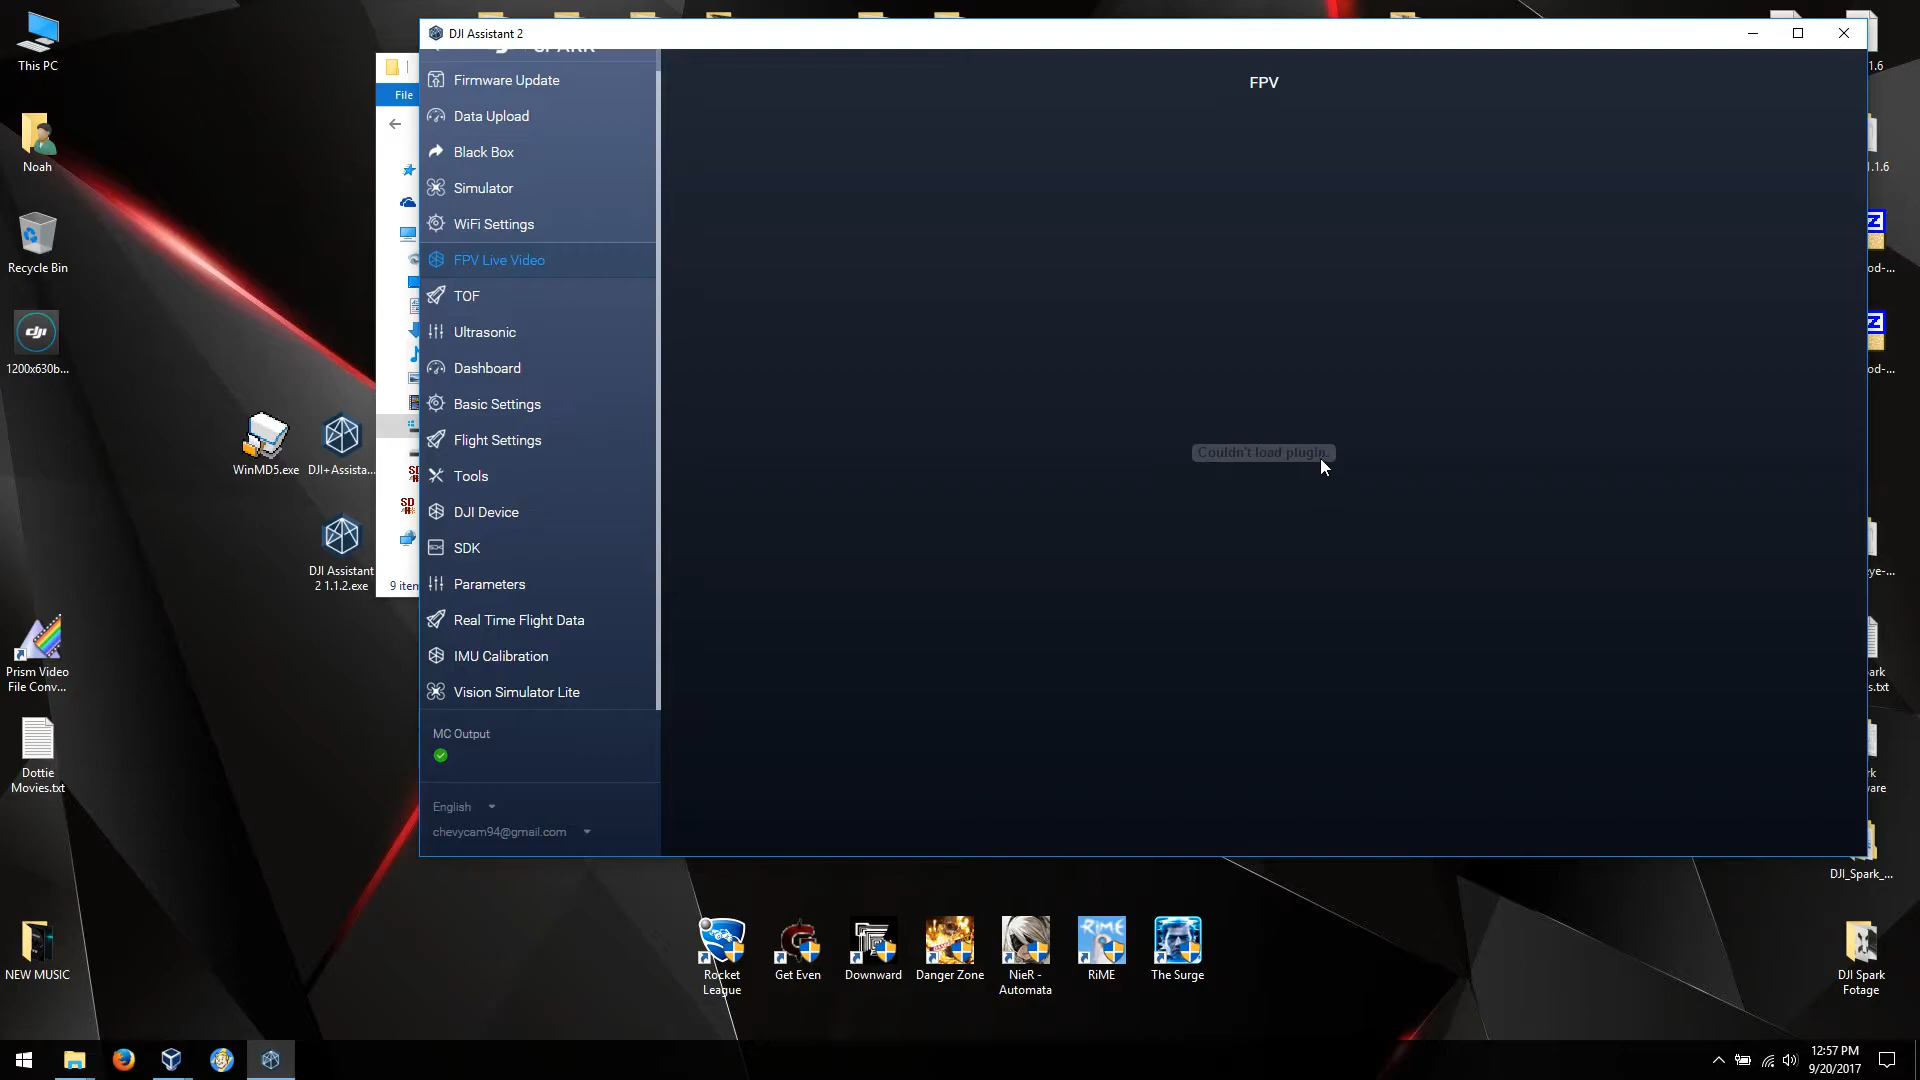 This PC
Noah
Recycle Bin
1200x630b...
WinMD5.exe
DJI+Assista...
DJI Assistant
2 1.1.2.exe
Prism Video
File Conv...
Dottie
Movies.txt
NEW MUSIC
File
9 iten
DJI Assistant 2
SPARK
Firmware Update
Data Upload
Black Box
Simulator
WiFi Settings
FPV Live Video
TOF
Ultrasonic
Dashboard
Basic Settings
Flight Settings
Tools
DJI Device
SDK
Parameters
Real Time Flight Data
IMU Calibration
Vision Simulator Lite
MC Output
English
chevycam94@gmail.com
FPV
Couldn't load plugin.
1.6
.1.6
od-...
od-...
ye-...
ark
s.txt
rk
ware
DJI_Spark_...
DJI Spark
Fotage
Rocket
League
Get Even
Downward
Danger Zone
NieR -
Automata
RiME
The Surge
12:57 PM
9/20/2017